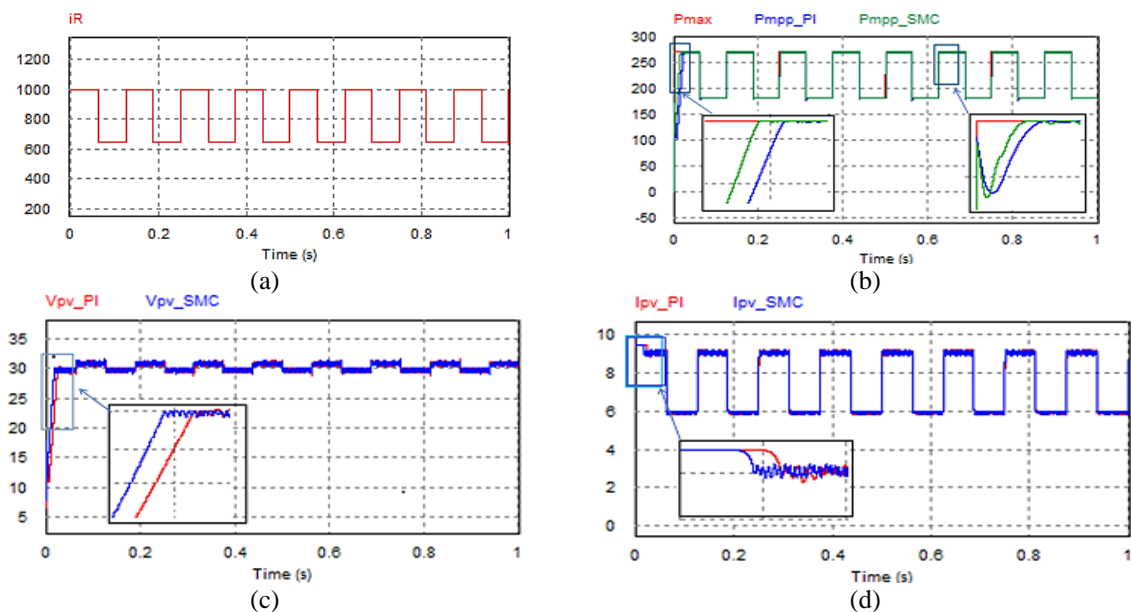 iR
1200
1000
800
600
400
200
0 0.2 0.4 0.6 0.8 1
Time (s)
(a)
Pmax Pmpp_PI Pmpp_SMC
300
250
200
150
100
50
0
-50
0 0.2 0.4 0.6 0.8 1
Time (s)
(b)
Vpv_PI Vpv_SMC
35
30
25
20
15
10
5
0 0.2 0.4 0.6 0.8 1
Time (s)
(c)
Ipv_PI Ipv_SMC
10
8
6
4
2
0
0 0.2 0.4 0.6 0.8 1
Time (s)
(d)